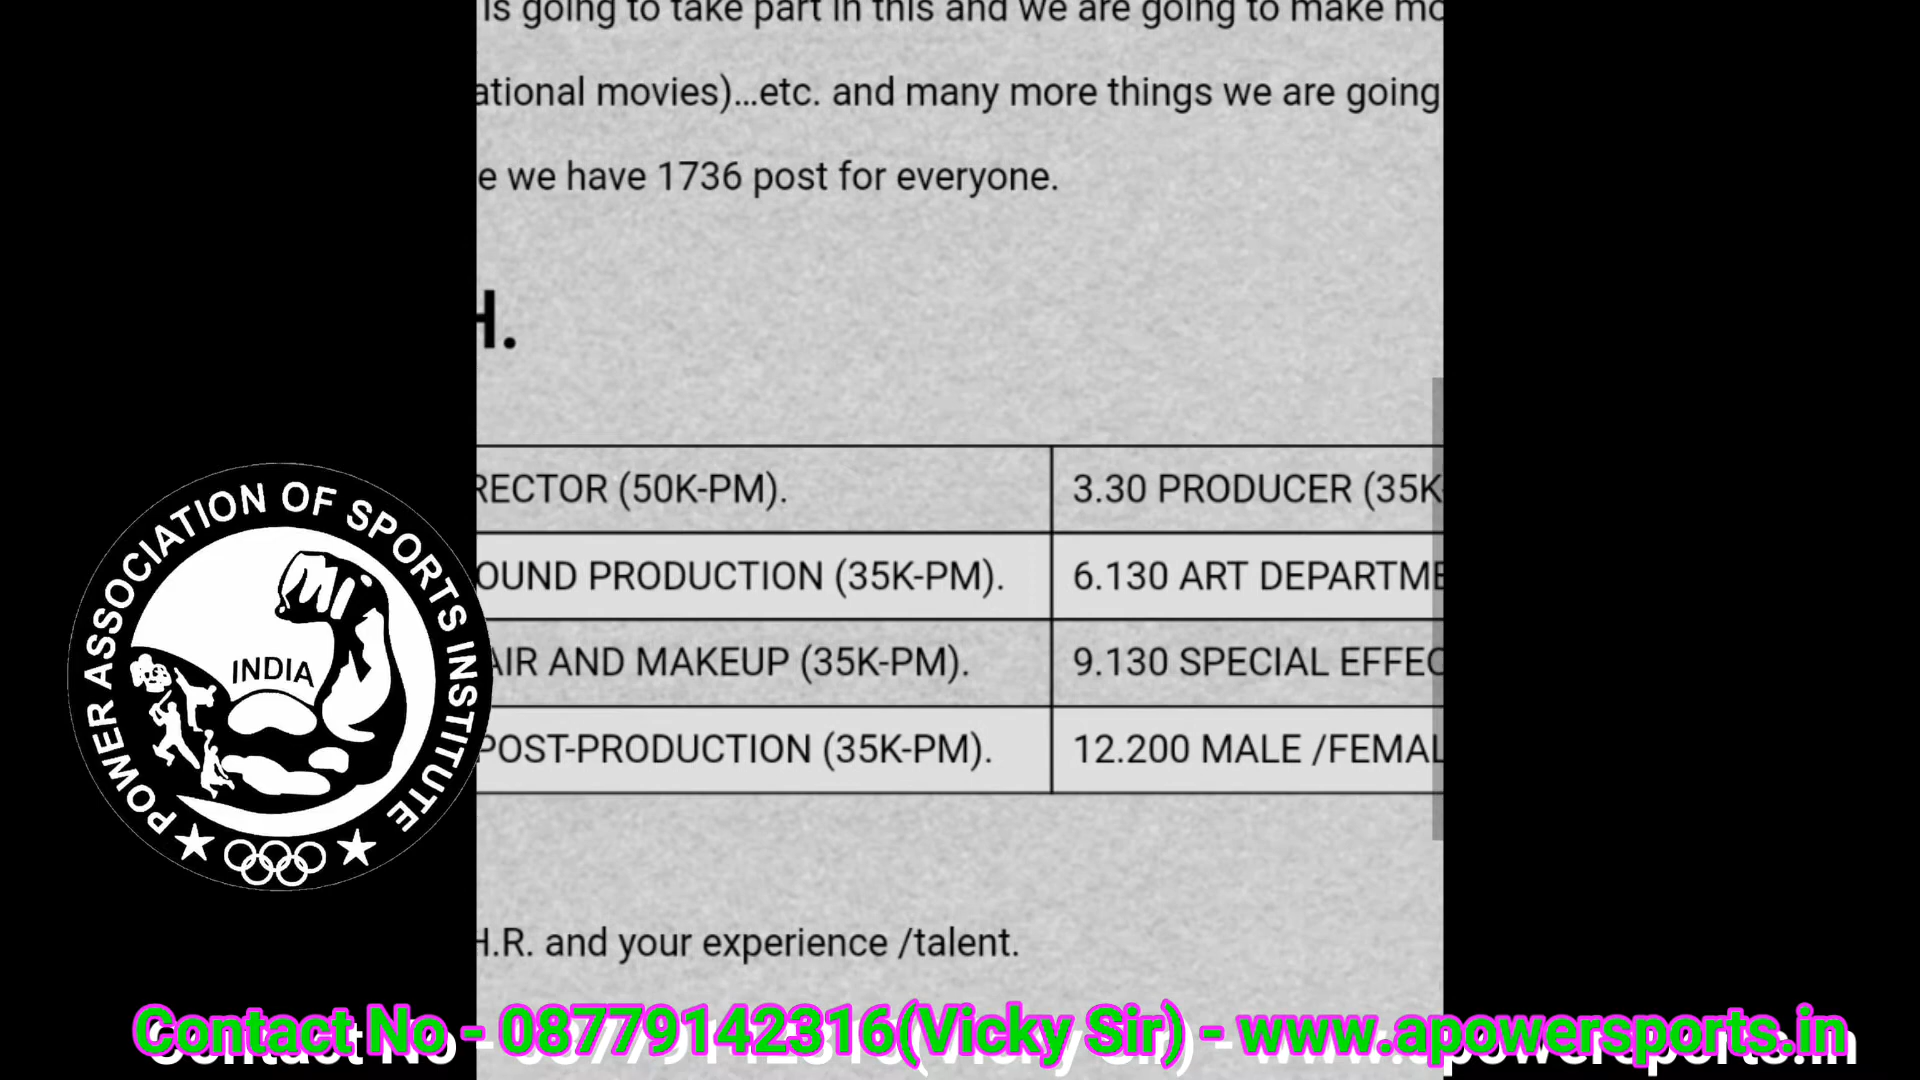 is going to take part in this and we are going to make
ational movies)...etc. and many more things we are going
e we have 1736 post for everyone.
H.
RECTOR (50K-PM).
3.30 PRODUCER (35K
OUND PRODUCTION (35K-PM).
6.130 ART DEPARTME
AIR AND MAKEUP (35K-PM).
9.130 SPECIAL EFFEC
POST-PRODUCTION (35K-PM).
12.200 MALE /FEMAL
POWER ASSOCIATION OF SPORTS INSTITUTE
INDIA
H.R. and your experience /talent.
Contact No - 08779142316(Vicky Sir) - www.apowersports.in